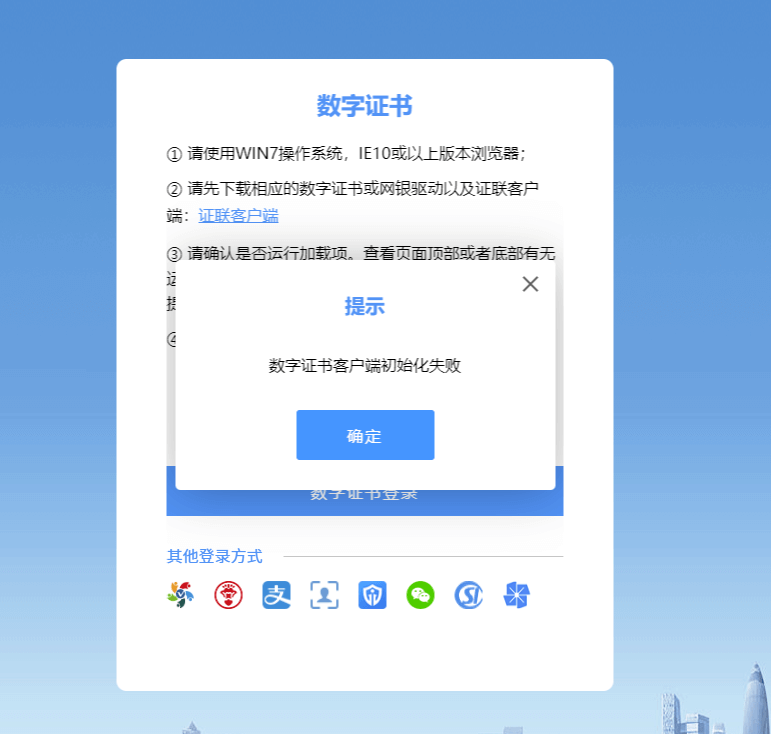 数字证书
① 请使用WIN7操作系统，IE10或以上版本浏览器；
② 请先下载相应的数字证书或网银驱动以及证联客户
端：证联客户端
③ 请确认是否运行加载项。查看页面顶部或者底部有无
④
提示
数字证书客户端初始化失败
确定
数字证书登录
其他登录方式